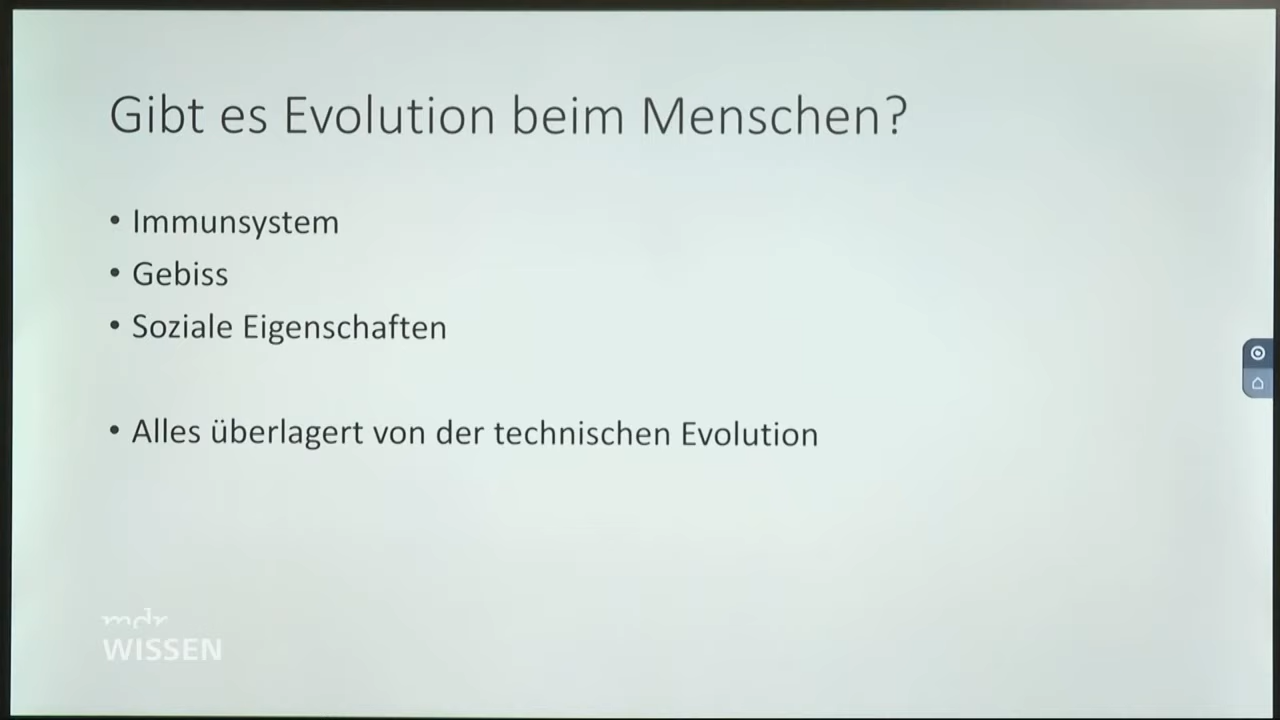 Gibt es Evolution beim Menschen?
• Immunsystem
• Gebiss
• Soziale Eigenschaften
• Alles überlagert von der technischen Evolution
mdr
WISSEN